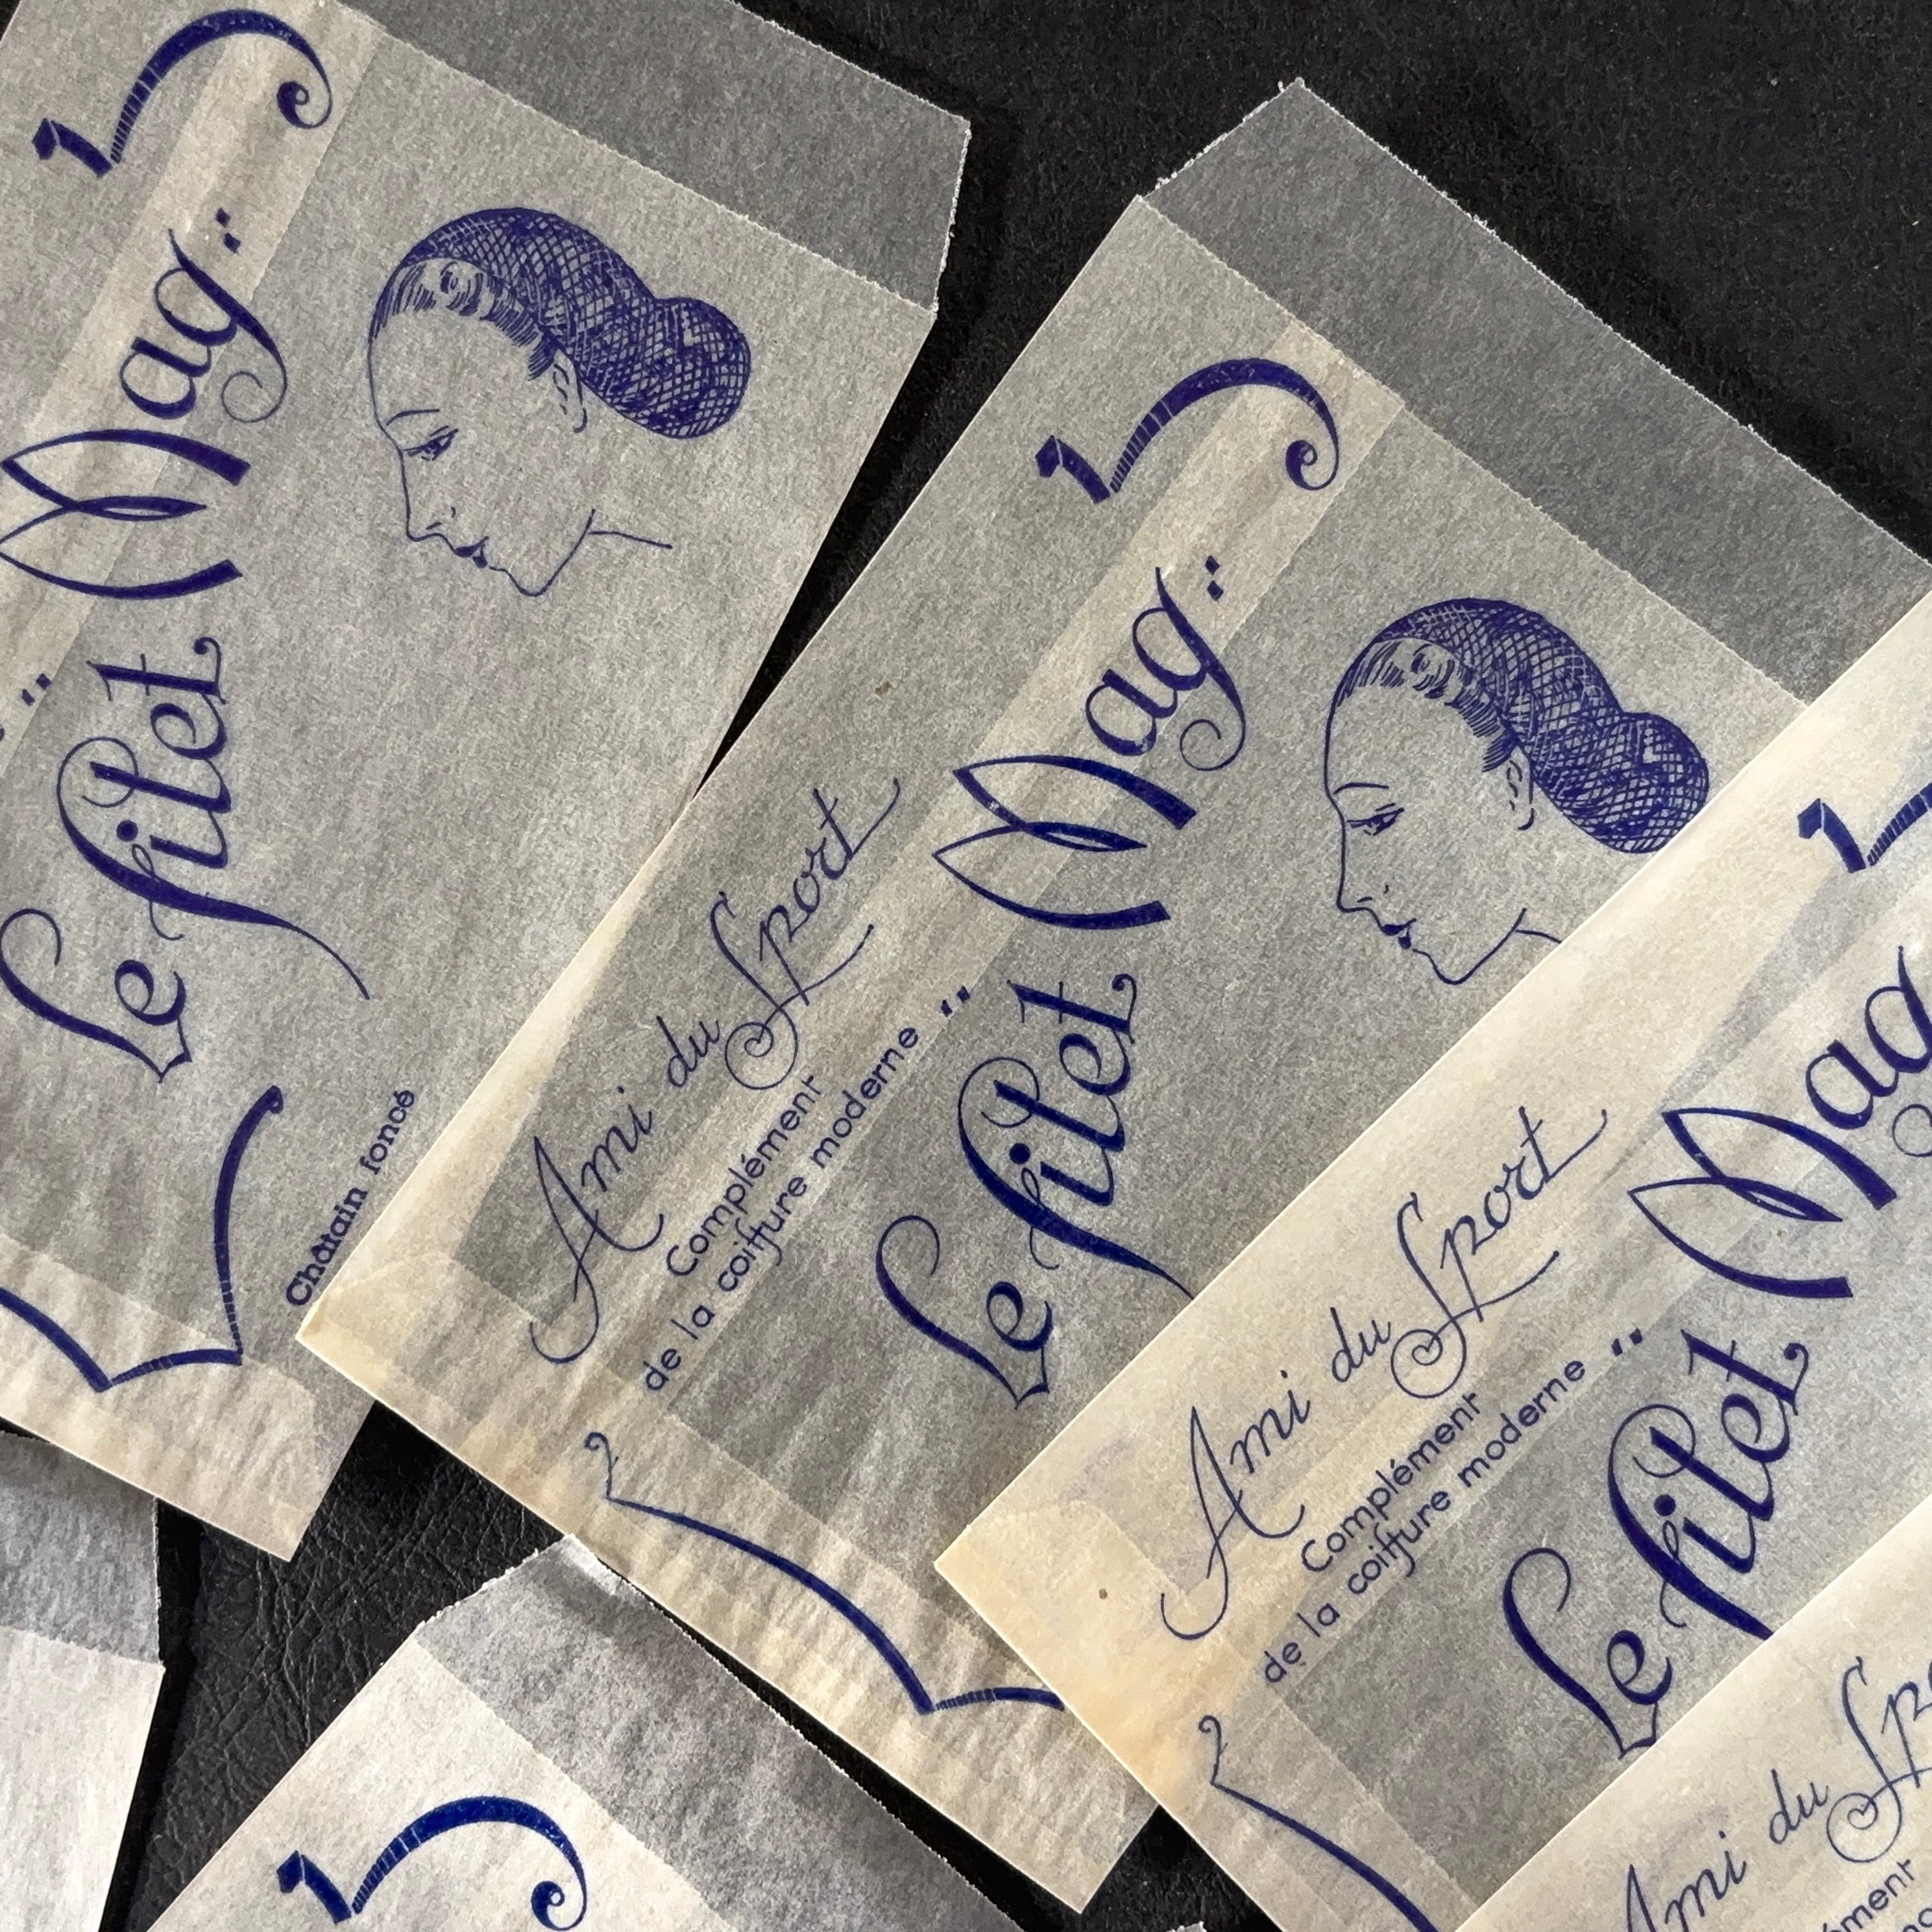 " Le Filet Mag "
Châtain foncé
Ami du Sport
Complément
de la coiffure moderne
" Le Filet Mag "
Ami du Sport
Complément
de la coiffure moderne
" Le Filet Mag
Ami du